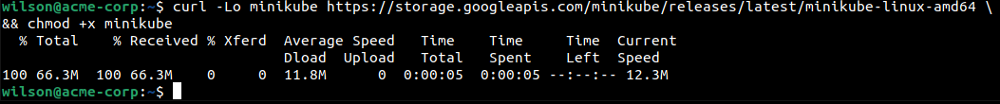 wilson@acme-corp:~$ curl -Lo minikube https://storage.googleapis.com/minikube/releases/latest/minikube-linux-amd64 \
&& chmod +x minikube
  % Total    % Received % Xferd  Average Speed   Time    Time     Time  Current
                                 Dload  Upload   Total   Spent    Left  Speed
100 66.3M  100 66.3M    0     0  11.8M      0  0:00:05  0:00:05 --:--:-- 12.3M
wilson@acme-corp:~$